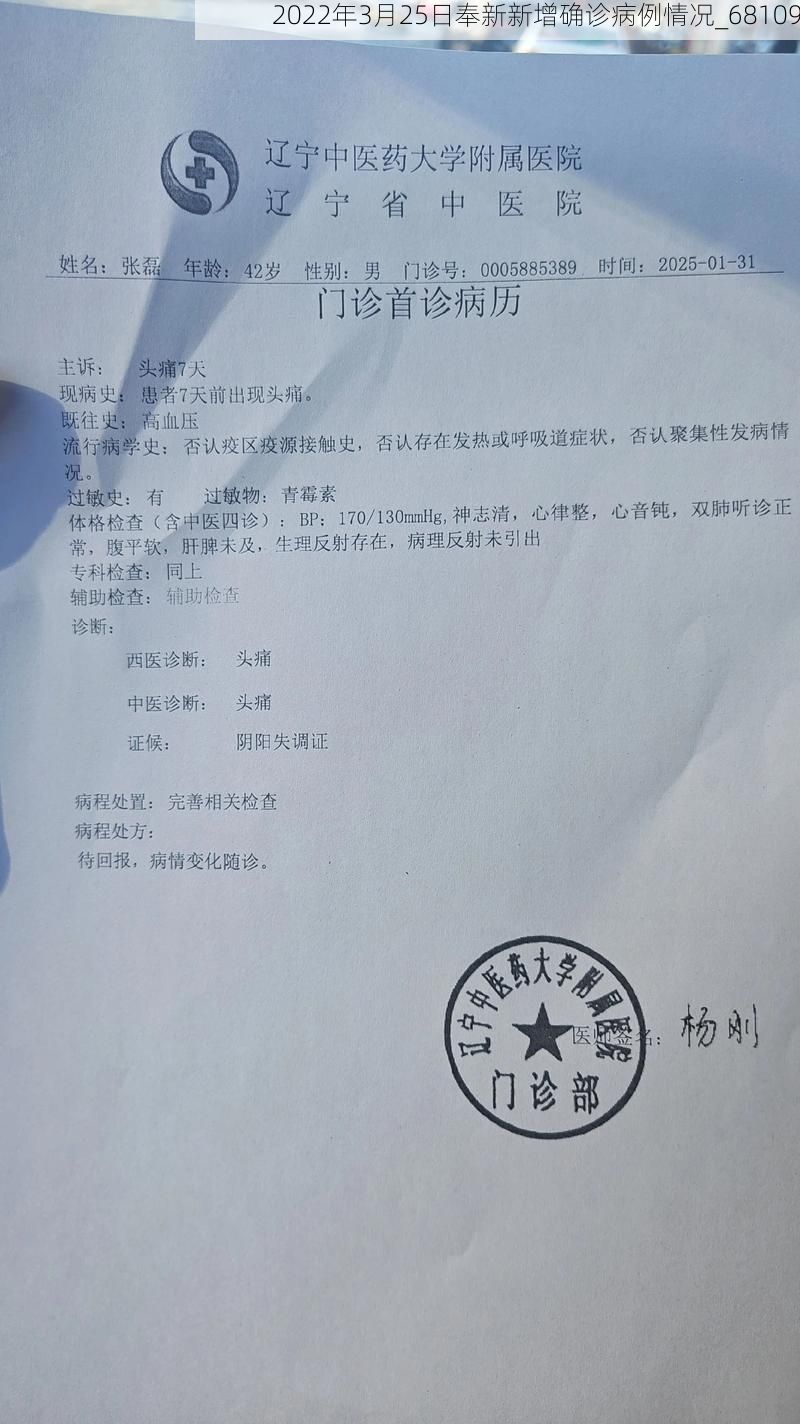 2022年3月25日奉新新增确诊病例情况_68109
辽宁中医药大学附属医院
辽宁省中医院
姓名：张磊 年龄：42岁 性别：男 门诊号：0005885389 时间：2025-01-31
门诊首诊病历
主诉： 头痛7天
现病史：患者7天前出现头痛。
既往史：高血压
流行病学史：否认疫区疫源接触史，否认存在发热或呼吸道症状，否认聚集性发病情
况。
过敏史：有 过敏物：青霉素
体格检查（含中医四诊）：BP：170/130mmHg,神志清，心律整，心音钝，双肺听诊正
常，腹平软，肝脾未及，生理反射存在，病理反射未引出
专科检查：同上
辅助检查：辅助检查
诊断：
西医诊断： 头痛
中医诊断： 头痛
证候： 阴阳失调证
病程处置：完善相关检查
病程处方：
待回报，病情变化随诊。
辽宁中医药大学附属医院
医师签名：杨刚
门诊部